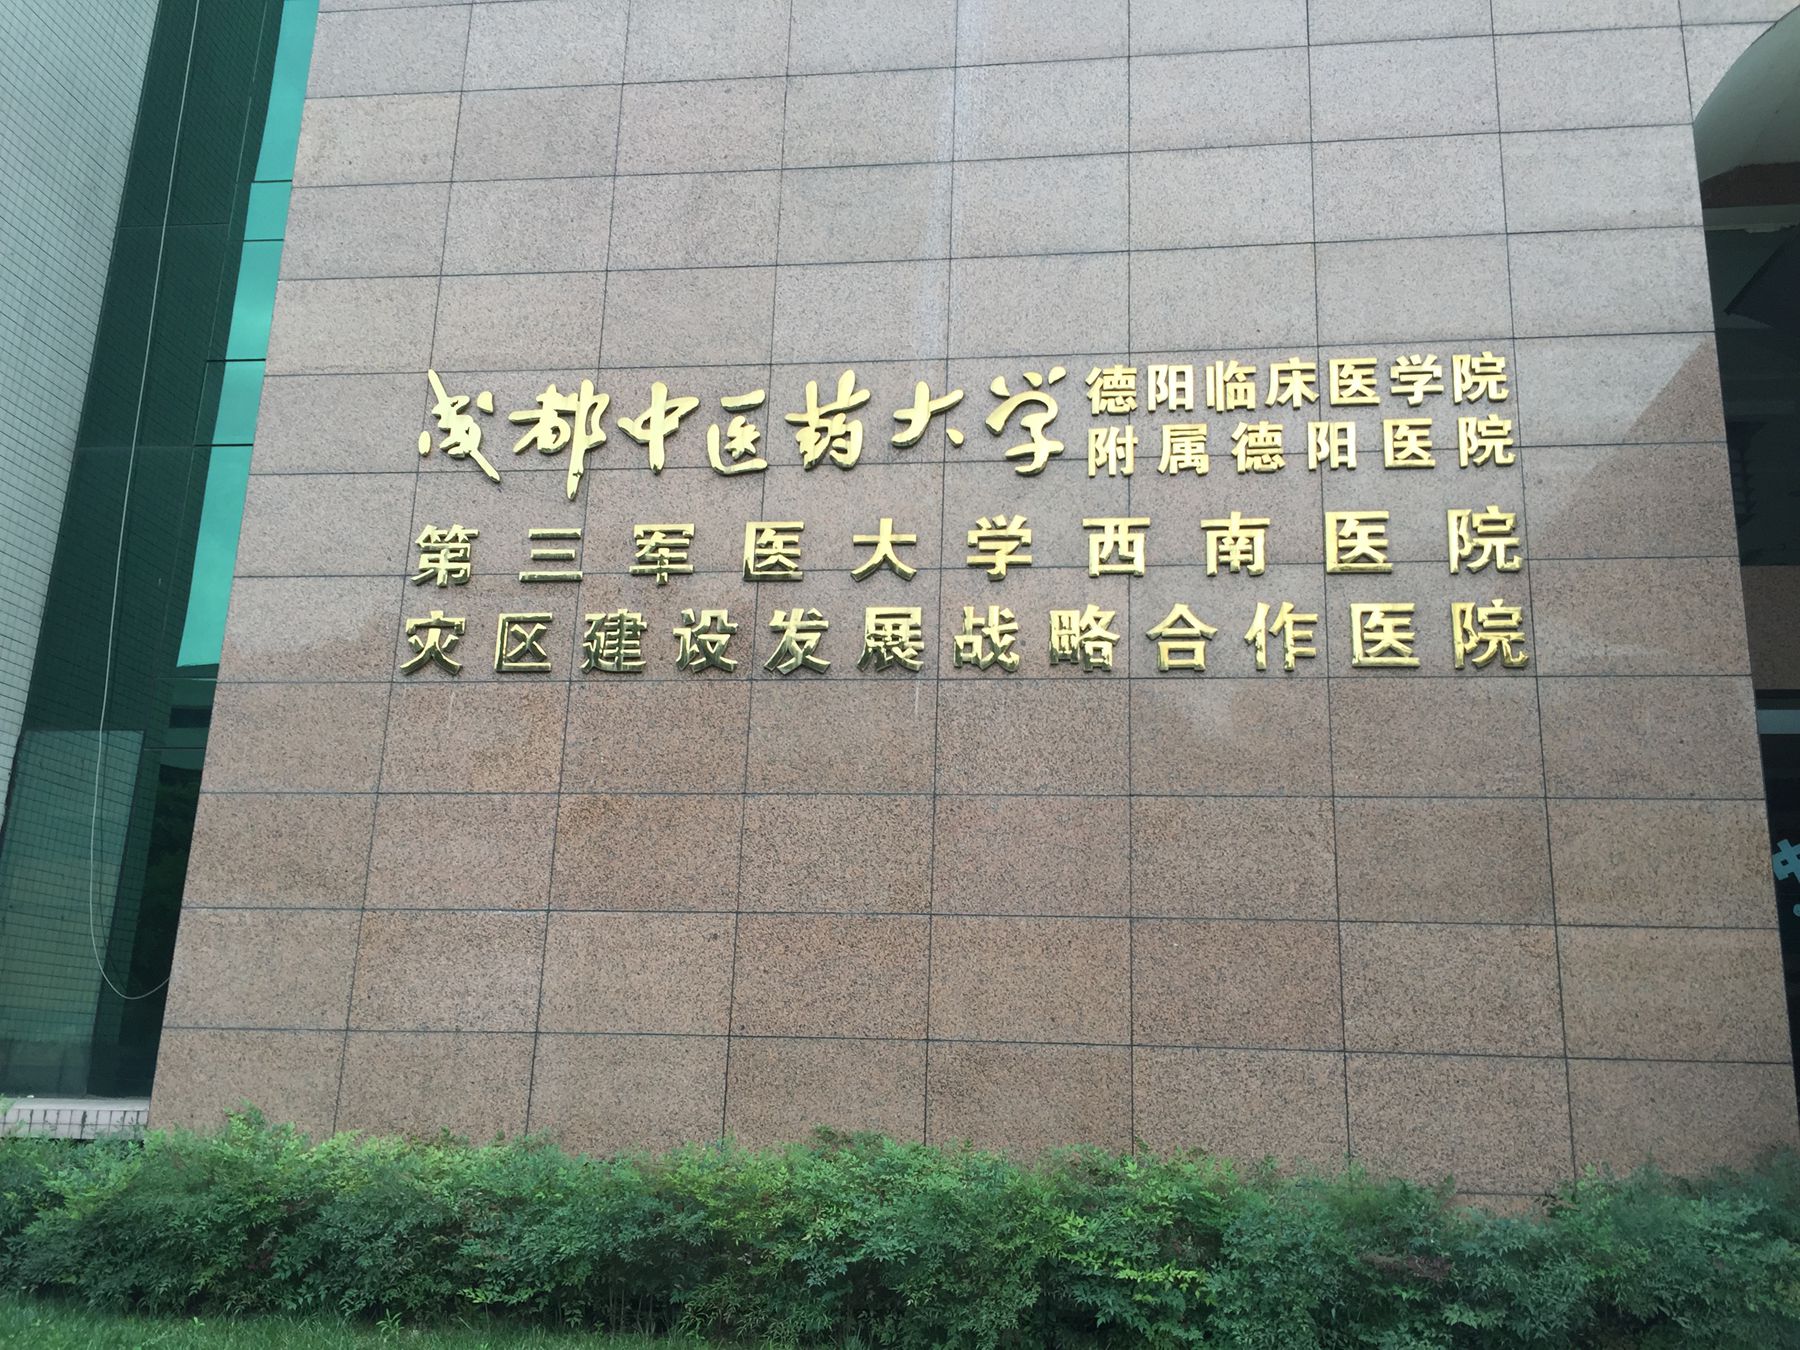 成都中医药大学 德阳临床医学院
附属德阳医院
第三军医大学西南医院
灾区建设发展战略合作医院
中